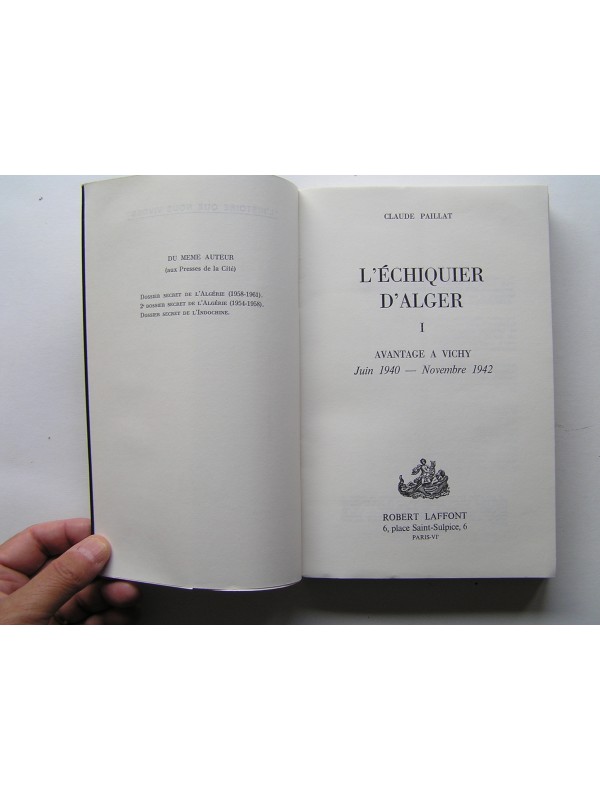 DU MEME AUTEUR
(aux Presses de la Cité)
Dossier secret de l'Algérie (1958-1961).
2e dossier secret de l'Algérie (1954-1958).
Dossier secret de l'Indochine.
CLAUDE PAILLAT
L'ÉCHIQUIER
D'ALGER
I
AVANTAGE A VICHY
Juin 1940 — Novembre 1942
ROBERT LAFFONT
6, place Saint-Sulpice, 6
PARIS-VIe